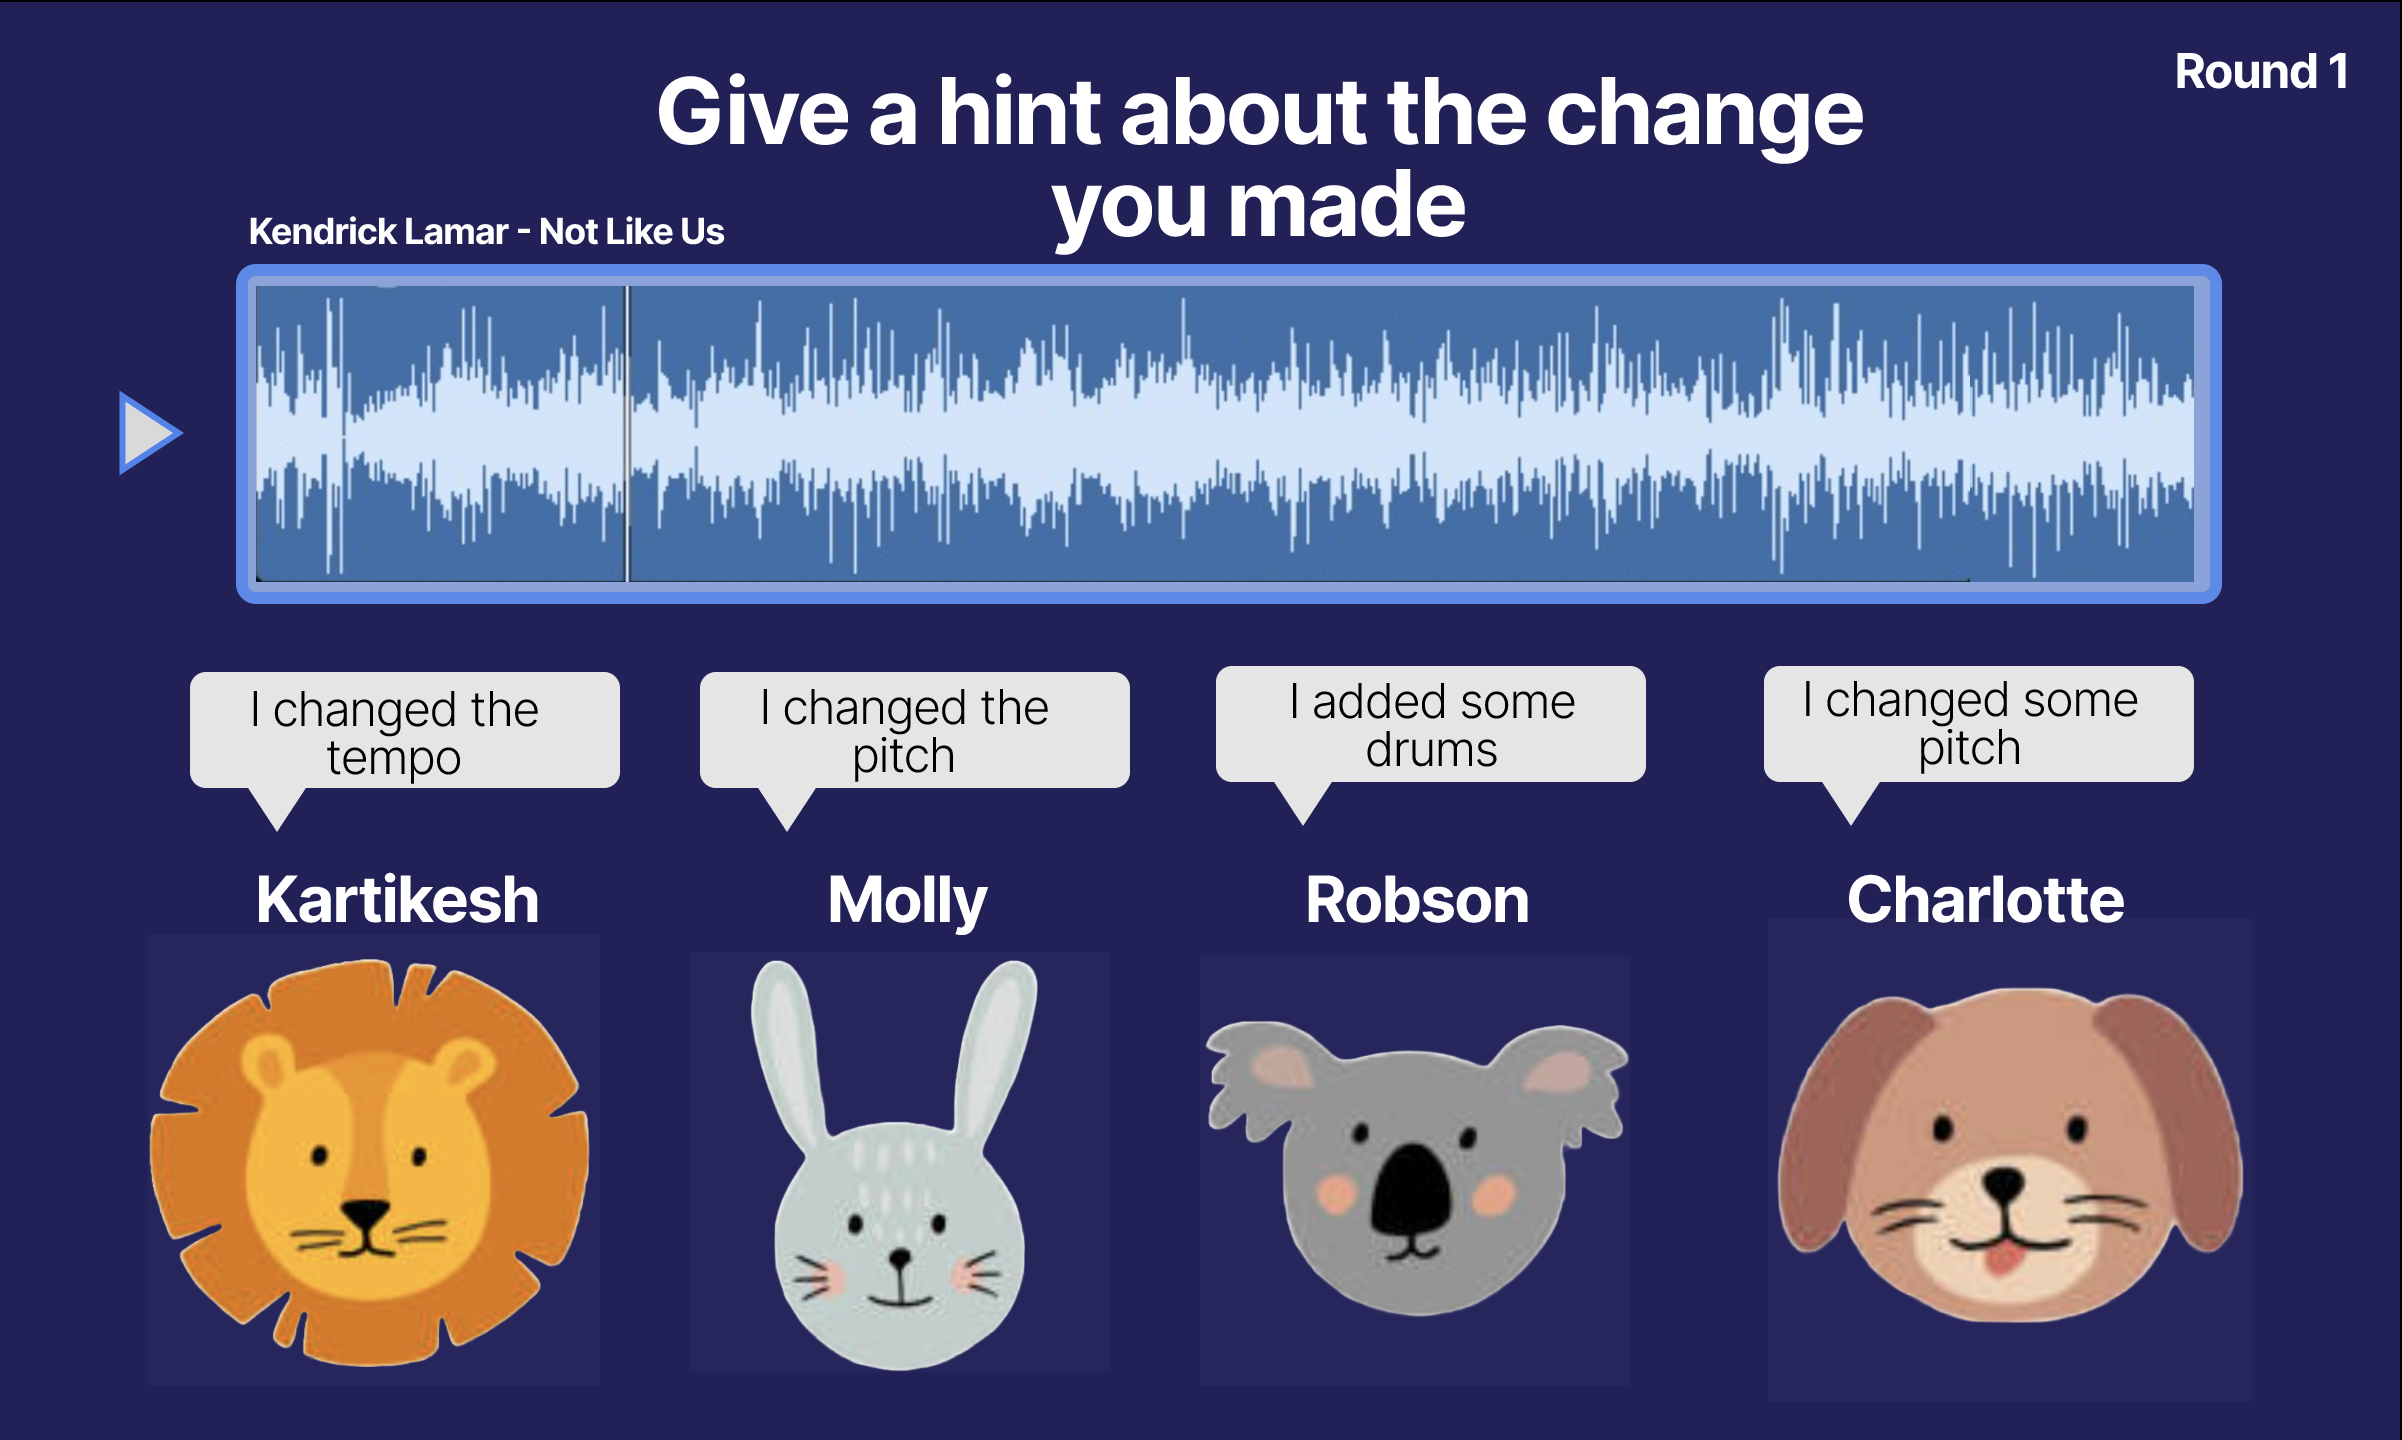 Round 1
Give a hint about the change
you made
Kendrick Lamar - Not Like Us
I changed the
tempo
I changed the
pitch
I added some
drums
I changed some
pitch
Kartikesh
Molly
Robson
Charlotte